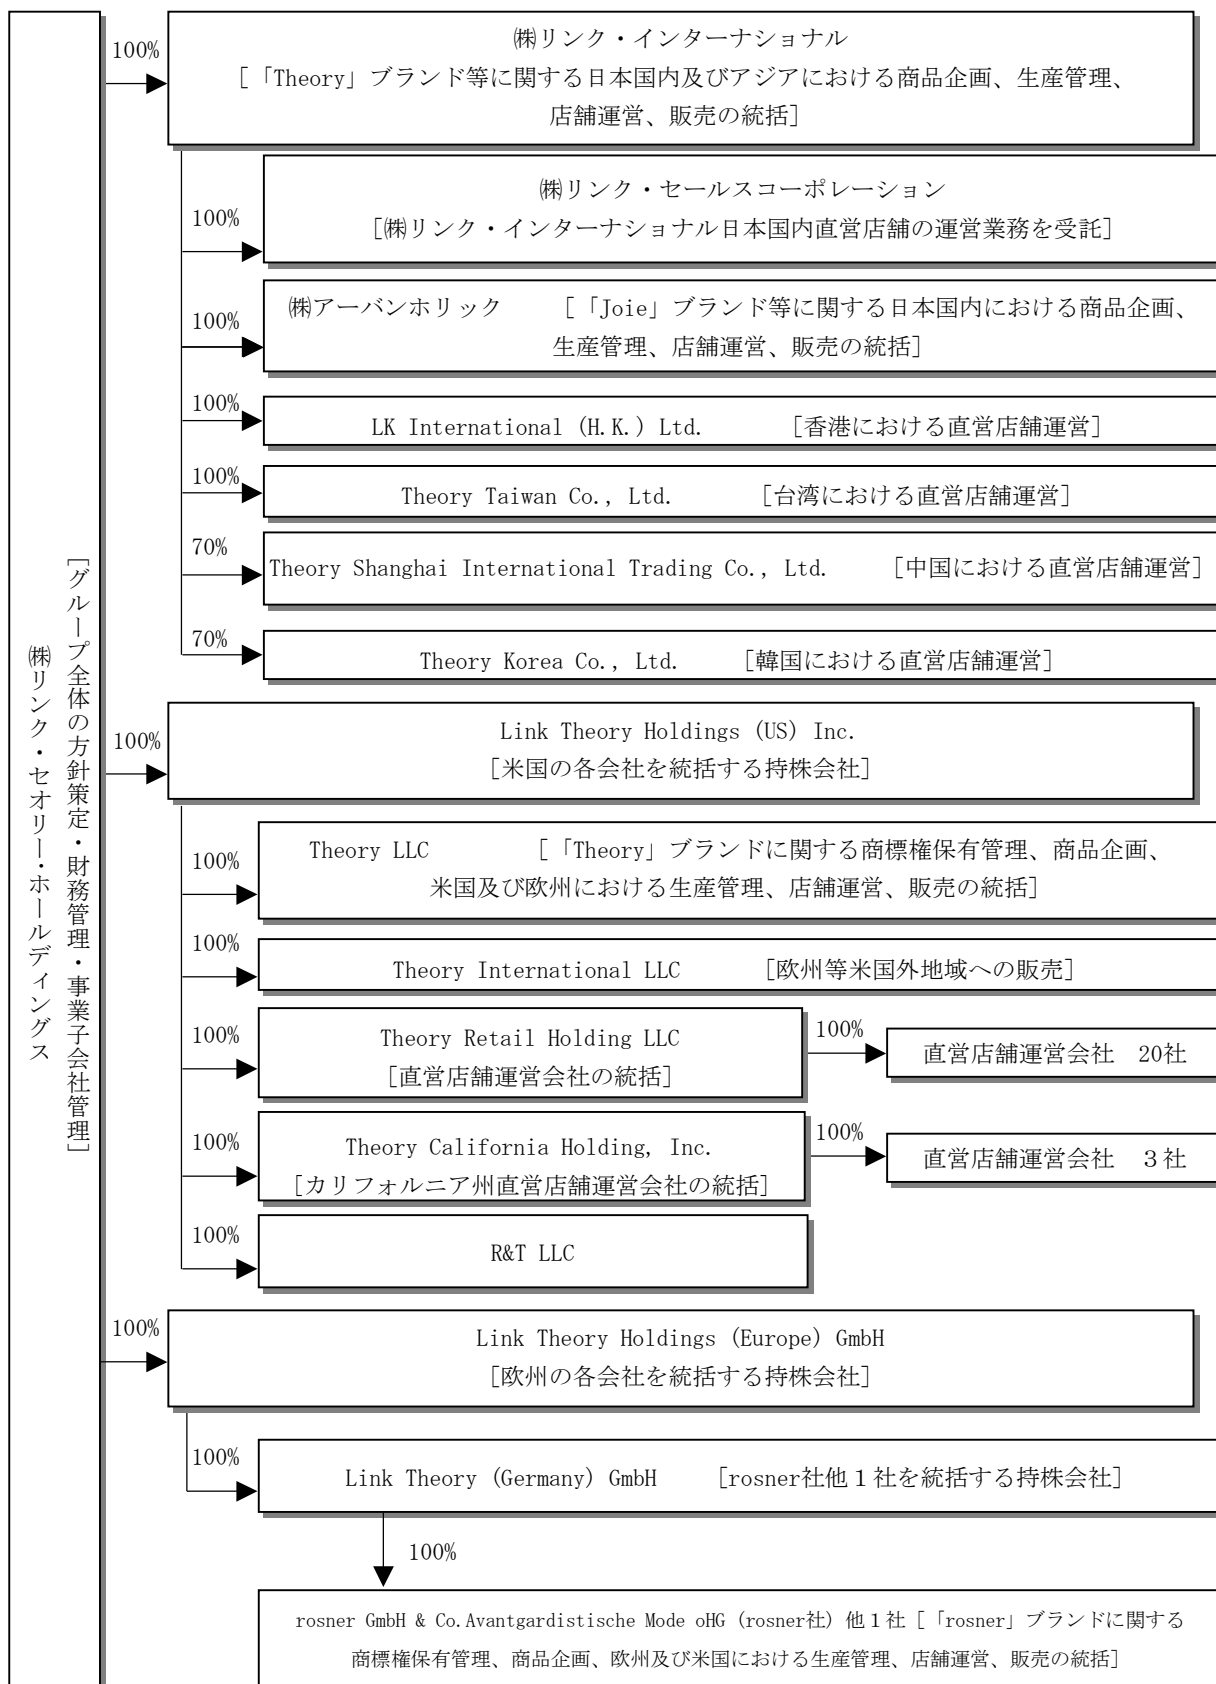 ㈱リンク・セオリー・ホールディングス
[グループ全体の方針策定・財務管理・事業子会社管理]
100%
㈱リンク・インターナショナル
[「Theory」ブランド等に関する日本国内及びアジアにおける商品企画、生産管理、
店舗運営、販売の統括]
100%
㈱リンク・セールスコーポレーション
[㈱リンク・インターナショナル日本国内直営店舗の運営業務を受託]
100%
㈱アーバンホリック [「Joie」ブランド等に関する日本国内における商品企画、
生産管理、店舗運営、販売の統括]
100%
LK International (H.K.) Ltd. [香港における直営店舗運営]
100%
Theory Taiwan Co., Ltd. [台湾における直営店舗運営]
70%
Theory Shanghai International Trading Co., Ltd. [中国における直営店舗運営]
70%
Theory Korea Co., Ltd. [韓国における直営店舗運営]
100%
Link Theory Holdings (US) Inc.
[米国の各会社を統括する持株会社]
100%
Theory LLC [「Theory」ブランドに関する商標権保有管理、商品企画、
米国及び欧州における生産管理、店舗運営、販売の統括]
100%
Theory International LLC [欧州等米国外地域への販売]
100%
Theory Retail Holding LLC
[直営店舗運営会社の統括]
100%
直営店舗運営会社 20社
100%
Theory California Holding, Inc.
[カリフォルニア州直営店舗運営会社の統括]
100%
直営店舗運営会社 3社
100%
R&T LLC
100%
Link Theory Holdings (Europe) GmbH
[欧州の各会社を統括する持株会社]
100%
Link Theory (Germany) GmbH [rosner社他1社を統括する持株会社]
100%
rosner GmbH & Co.Avantgardistische Mode oHG (rosner社) 他1社 [「rosner」ブランドに関する
商標権保有管理、商品企画、欧州及び米国における生産管理、店舗運営、販売の統括]